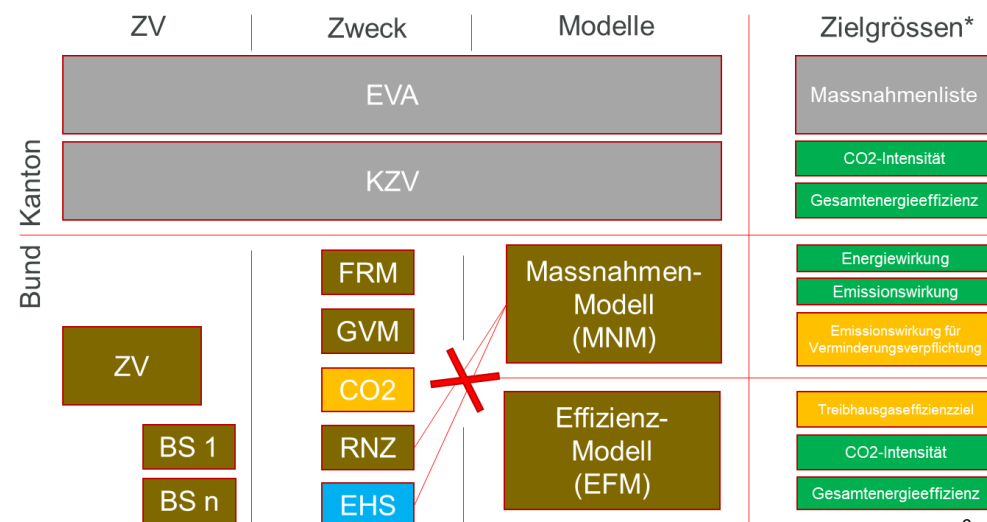 ZV
Zweck
Modelle
Zielgrössen*
Kanton
EVA
Massnahmenliste
KZV
CO2-Intensität
Gesamtenergieeffizienz
Bund
FRM
GVM
CO2
RNZ
EHS
ZV
BS 1
BS n
Massnahmen-
Modell
(MNM)
Effizienz-
Modell
(EFM)
Energiewirkung
Emissionswirkung
Emissionswirkung für
Verminderungsverpflichtung
Treibhausgaseffizienzziel
CO2-Intensität
Gesamtenergieeffizienz